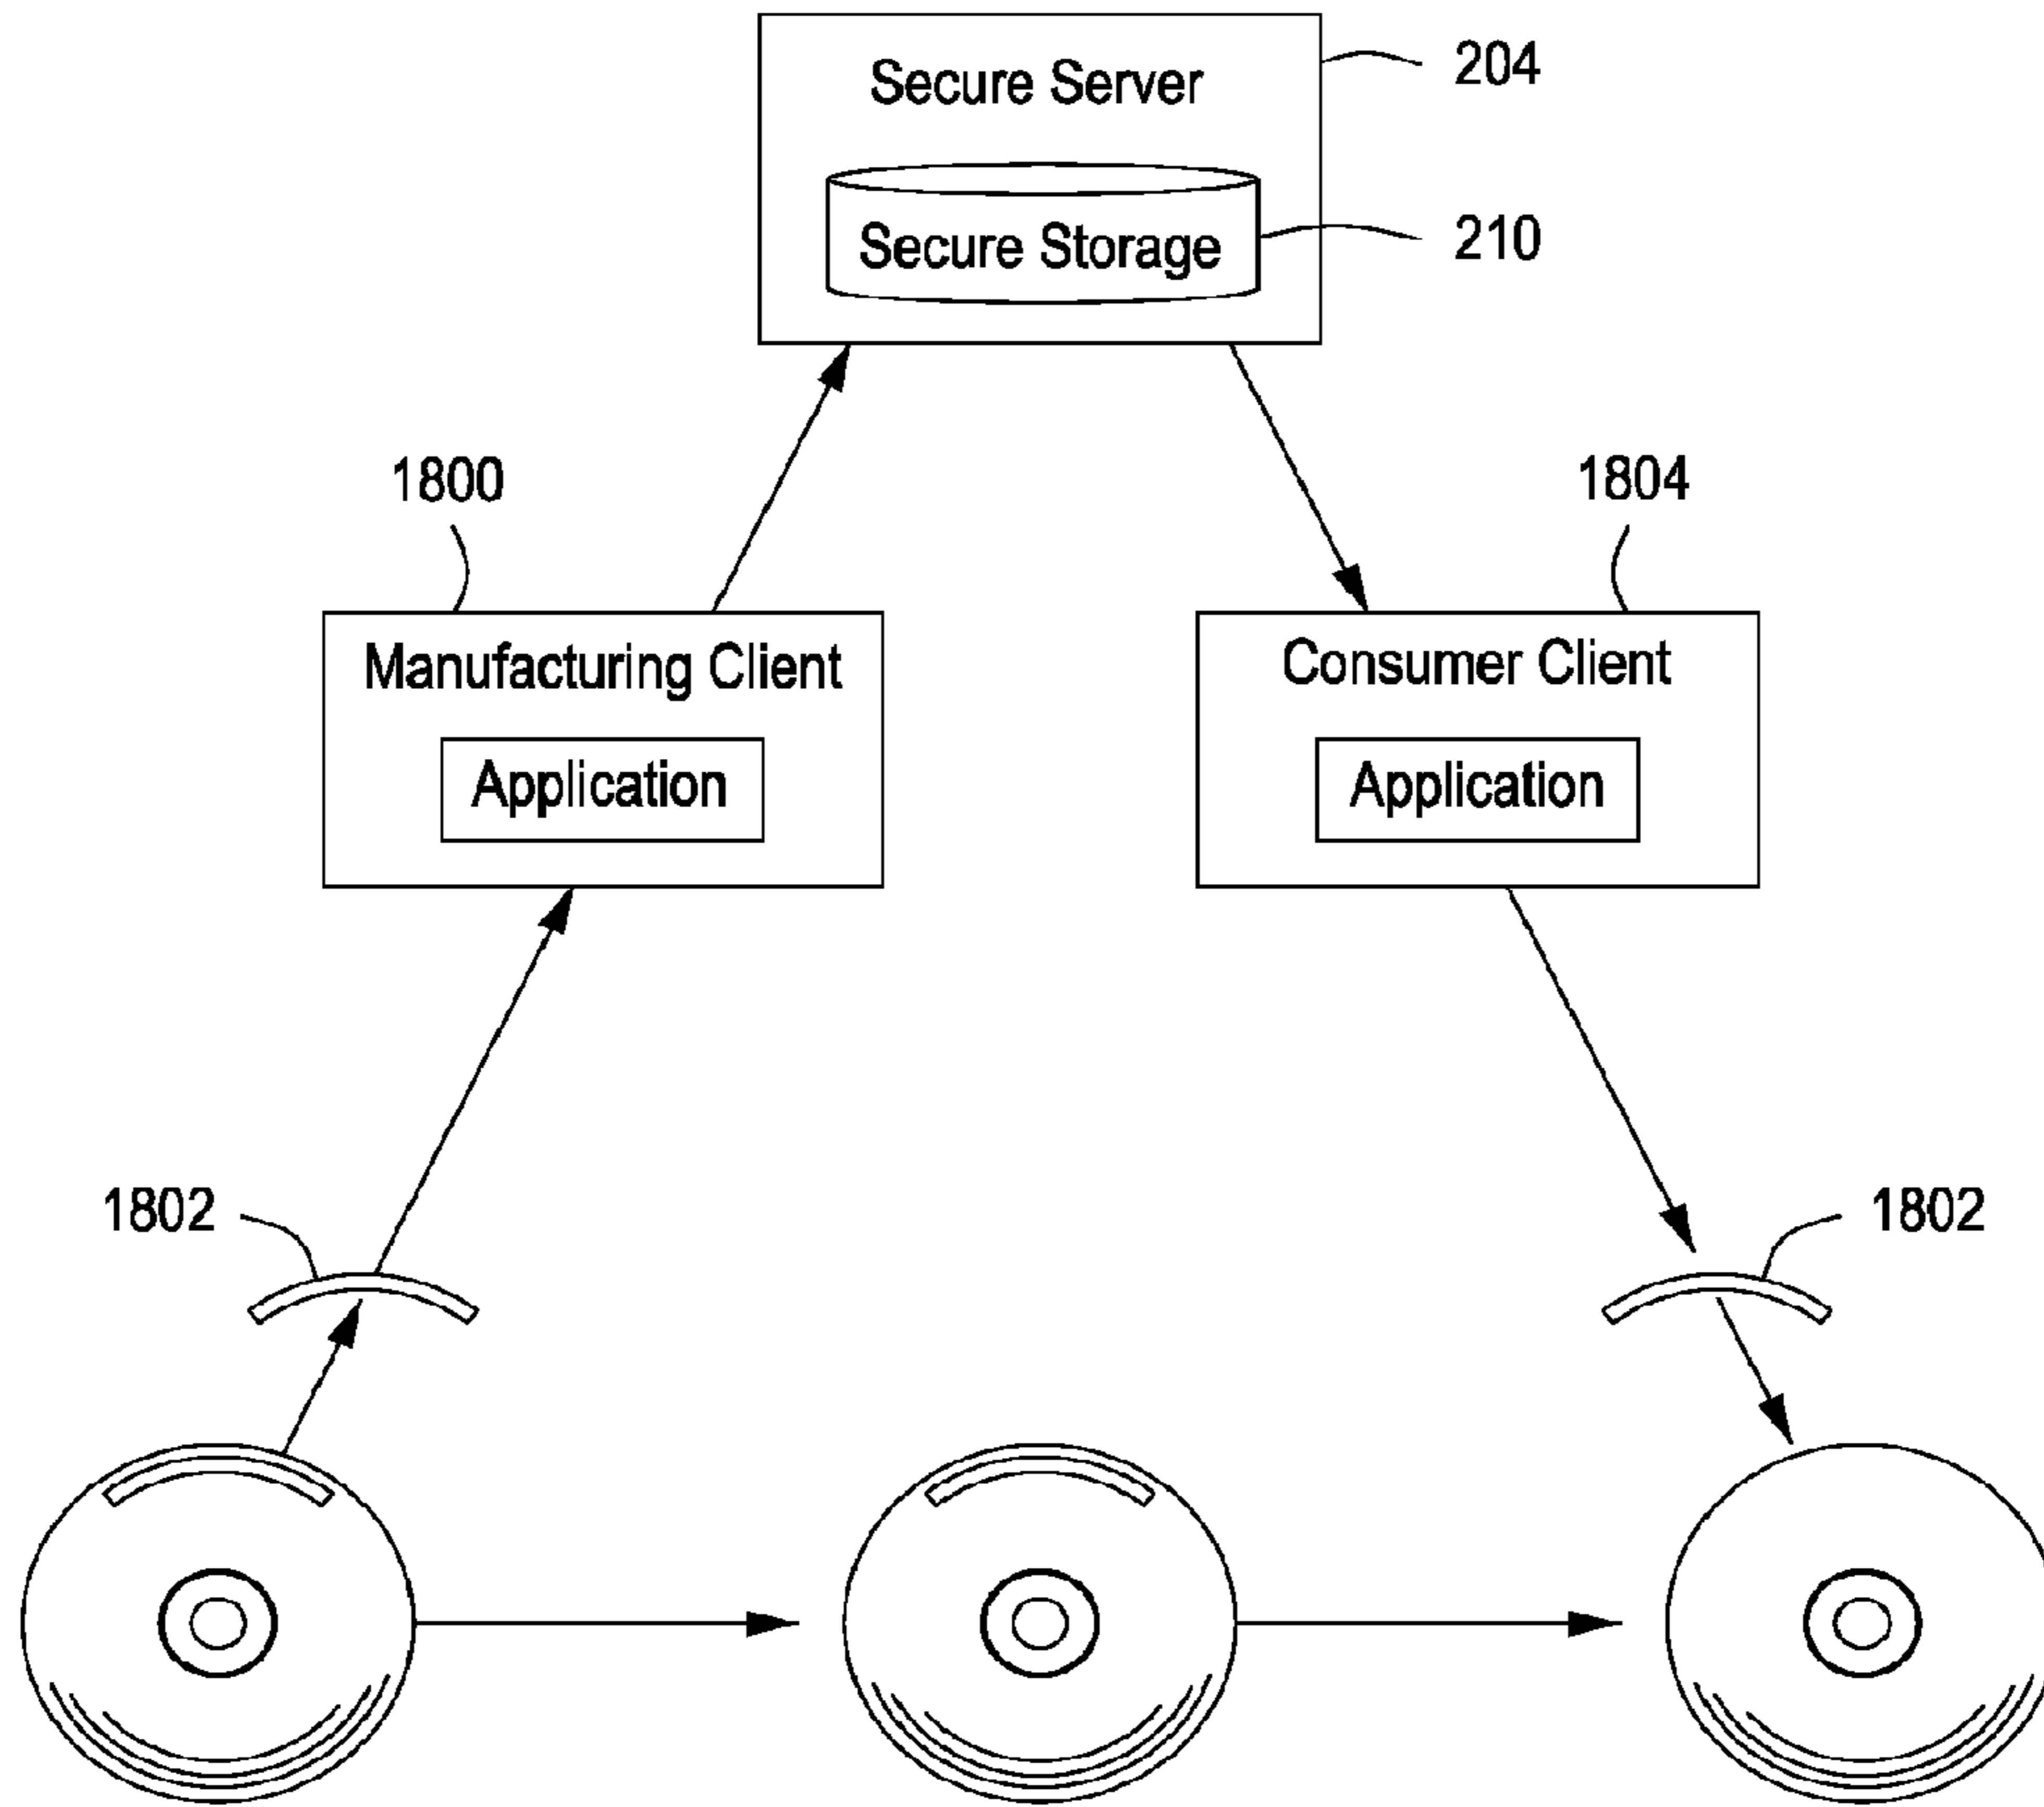 Secure Server
204
Secure Storage
210
1800
1804
Manufacturing Client
Consumer Client
Application
Application
1802
1802